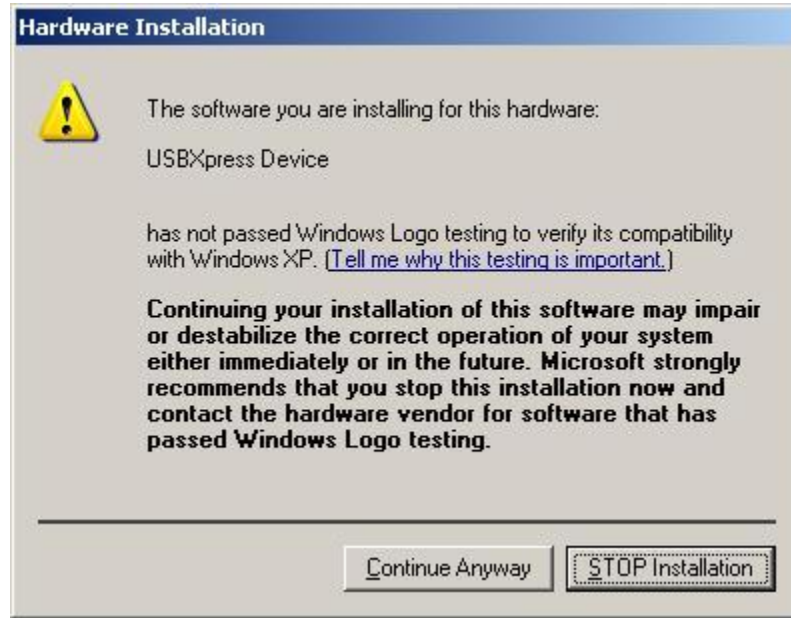 Hardware Installation
The software you are installing for this hardware:
USBXpress Device
has not passed Windows Logo testing to verify its compatibility
with Windows XP. (Tell me why this testing is important.)
Continuing your installation of this software may impair
or destabilize the correct operation of your system
either immediately or in the future. Microsoft strongly
recommends that you stop this installation now and
contact the hardware vendor for software that has
passed Windows Logo testing.
Continue Anyway
STOP Installation